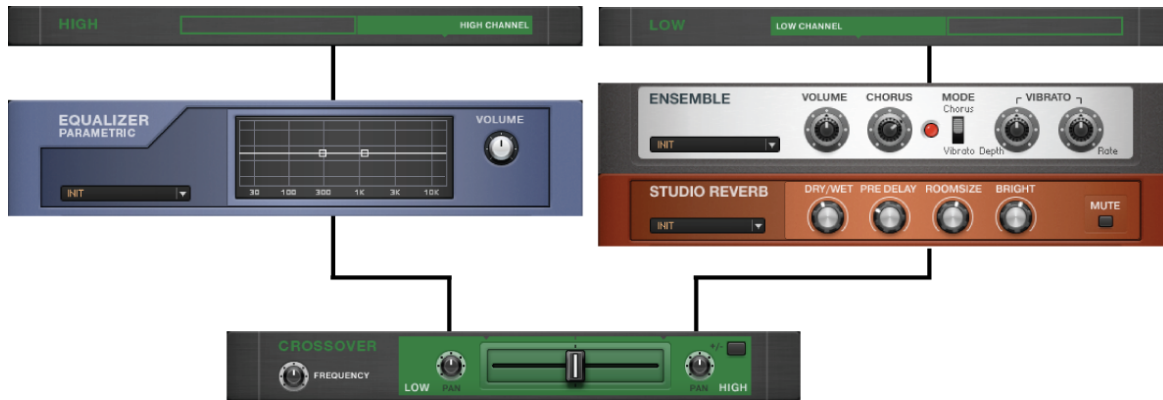 HIGH
HIGH CHANNEL
LOW
LOW CHANNEL
EQUALIZER
PARAMETRIC
VOLUME
INIT
30 100 300 1K 3K 10K
ENSEMBLE
VOLUME CHORUS MODE VIBRATO
Chorus
INIT
Vibrato Depth Rate
STUDIO REVERB
DRY/WET PRE DELAY ROOMSIZE BRIGHT
MUTE
INIT
CROSSOVER
FREQUENCY
LOW PAN
+/-
PAN HIGH